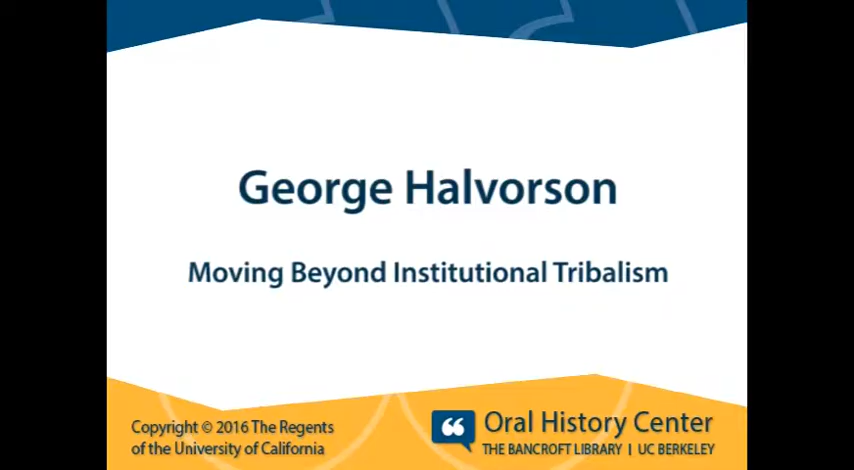 George Halvorson
Moving Beyond Institutional Tribalism
Copyright © 2016 The Regents
of the University of California
Oral History Center
THE BANCROFT LIBRARY | UC BERKELEY